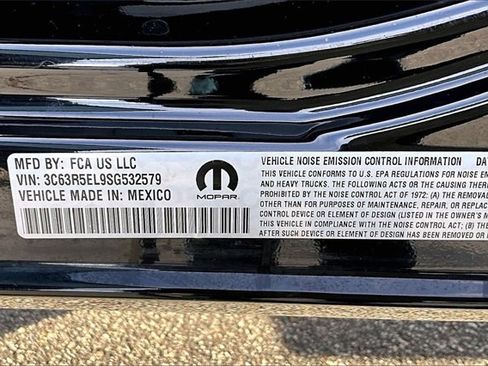 MFD BY: FCA US LLC
VIN: 3C63R5EL9SG532579
VEHICLE MADE IN: MEXICO
MOPAR
VEHICLE NOISE EMISSION CONTROL INFORMATION DA
THIS VEHICLE CONFORMS TO U.S. EPA REGULATIONS FOR NOISE EM
AND HEAVY TRUCKS. THE FOLLOWING ACTS OR THE CAUSING THERE
PROHIBITED BY THE NOISE CONTROL ACT OF 1972: (A) THE REMOVAL
OTHER THAN FOR PURPOSES OF MAINTENANCE, REPAIR, OR REPLAC
CONTROL DEVICE OR ELEMENT OF DESIGN (LISTED IN THE OWNER'S M
THIS VEHICLE IN COMPLIANCE WITH THE NOISE CONTROL ACT; (B) THE
AFTER SUCH DEVICE OR ELEMENT OF DESIGN HAS BEEN REMOVED OR